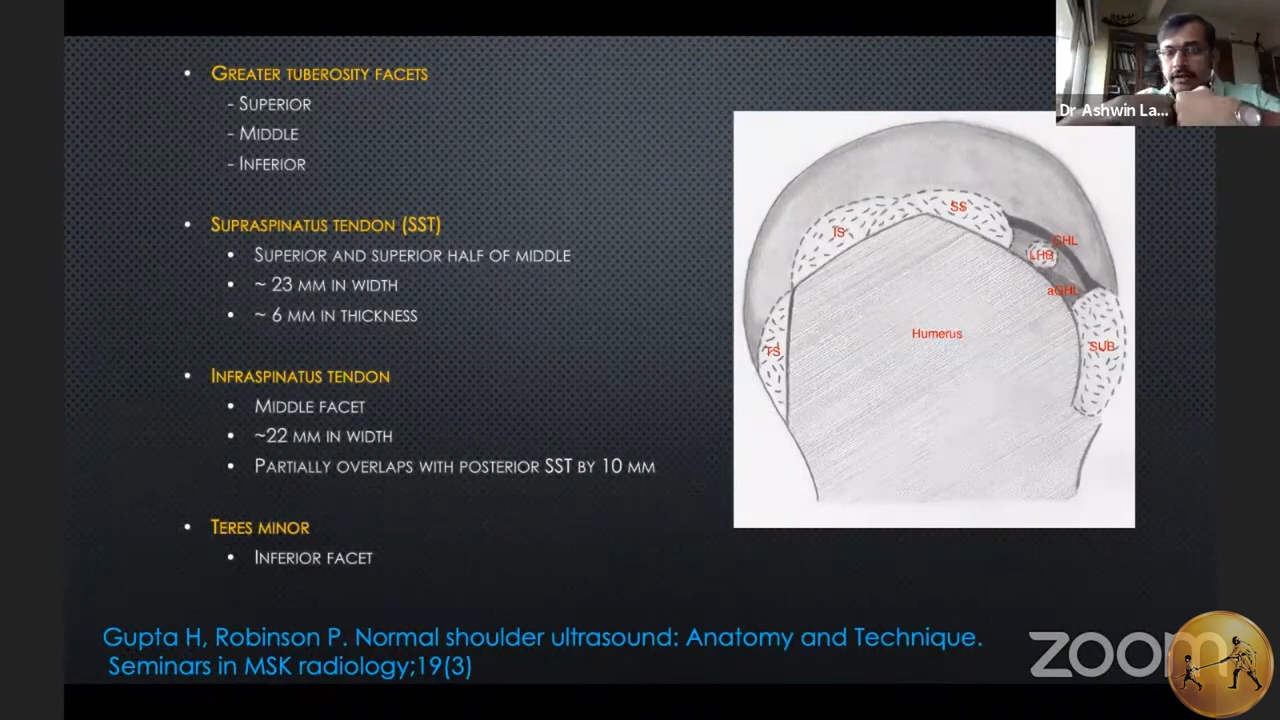 • GREATER TUBEROSITY FACETS
- SUPERIOR
- MIDDLE
- INFERIOR
• SUPRASPINATUS TENDON (SST)
• SUPERIOR AND SUPERIOR HALF OF MIDDLE
• ~ 23 MM IN WIDTH
• ~ 6 MM IN THICKNESS
• INFRASPINATUS TENDON
• MIDDLE FACET
• ~22 MM IN WIDTH
• PARTIALLY OVERLAPS WITH POSTERIOR SST BY 10 MM
• TERES MINOR
• INFERIOR FACET
Gupta H, Robinson P. Normal shoulder ultrasound: Anatomy and Technique.
Seminars in MSK radiology;19(3)
Dr Ashwin La...
SS
IS
CHL
LHB
aGHL
Humerus
SUB
TS
zoom